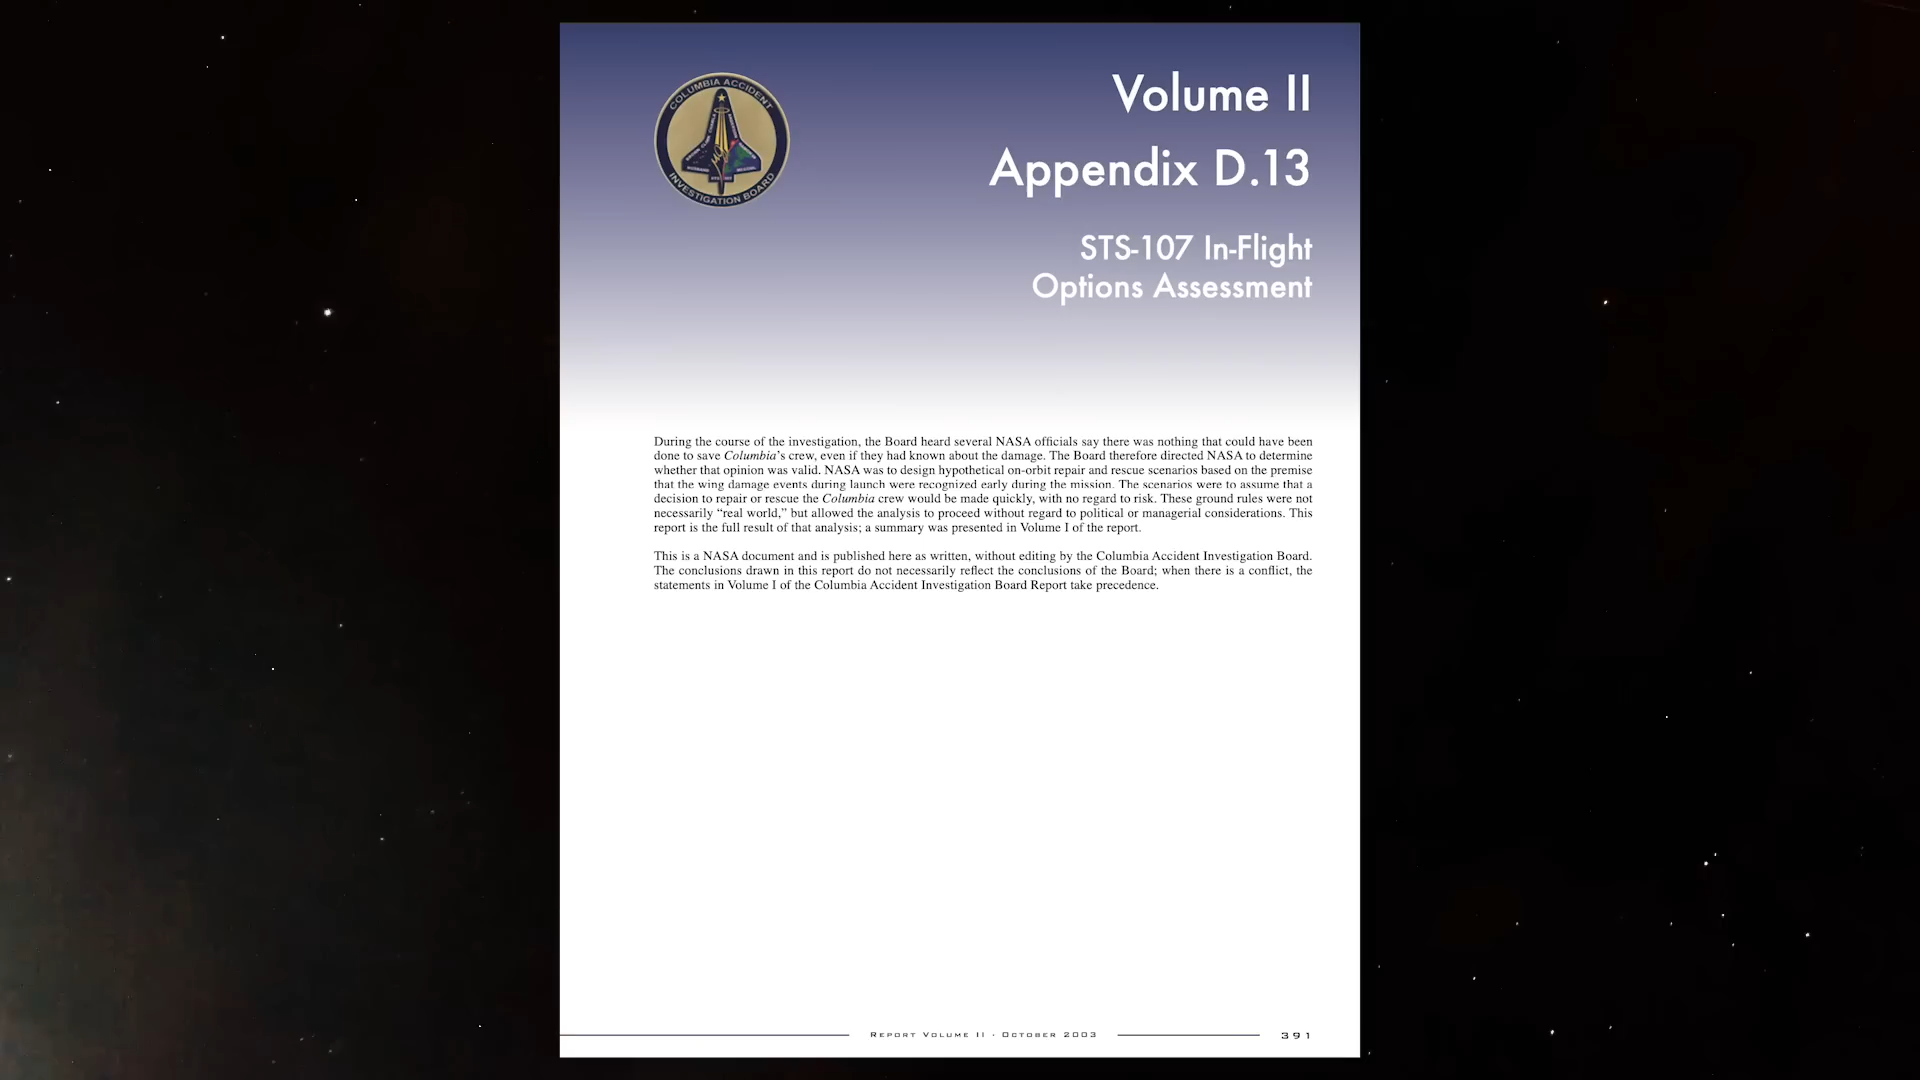 COLUMBIA ACCIDENT
INVESTIGATION BOARD
Volume II
Appendix D.13
STS-107 In-Flight
Options Assessment
During the course of the investigation, the Board heard several NASA officials say there was nothing that could have been
done to save Columbia's crew, even if they had known about the damage. The Board therefore directed NASA to determine
whether that opinion was valid. NASA was to design hypothetical on-orbit repair and rescue scenarios based on the premise
that the wing damage events during launch were recognized early during the mission. The scenarios were to assume that a
decision to repair or rescue the Columbia crew would be made quickly, with no regard to risk. These ground rules were not
necessarily “real world,” but allowed the analysis to proceed without regard to political or managerial considerations. This
report is the full result of that analysis; a summary was presented in Volume I of the report.
This is a NASA document and is published here as written, without editing by the Columbia Accident Investigation Board.
The conclusions drawn in this report do not necessarily reflect the conclusions of the Board; when there is a conflict, the
statements in Volume I of the Columbia Accident Investigation Board Report take precedence.
Report Volume II · October 2003
391